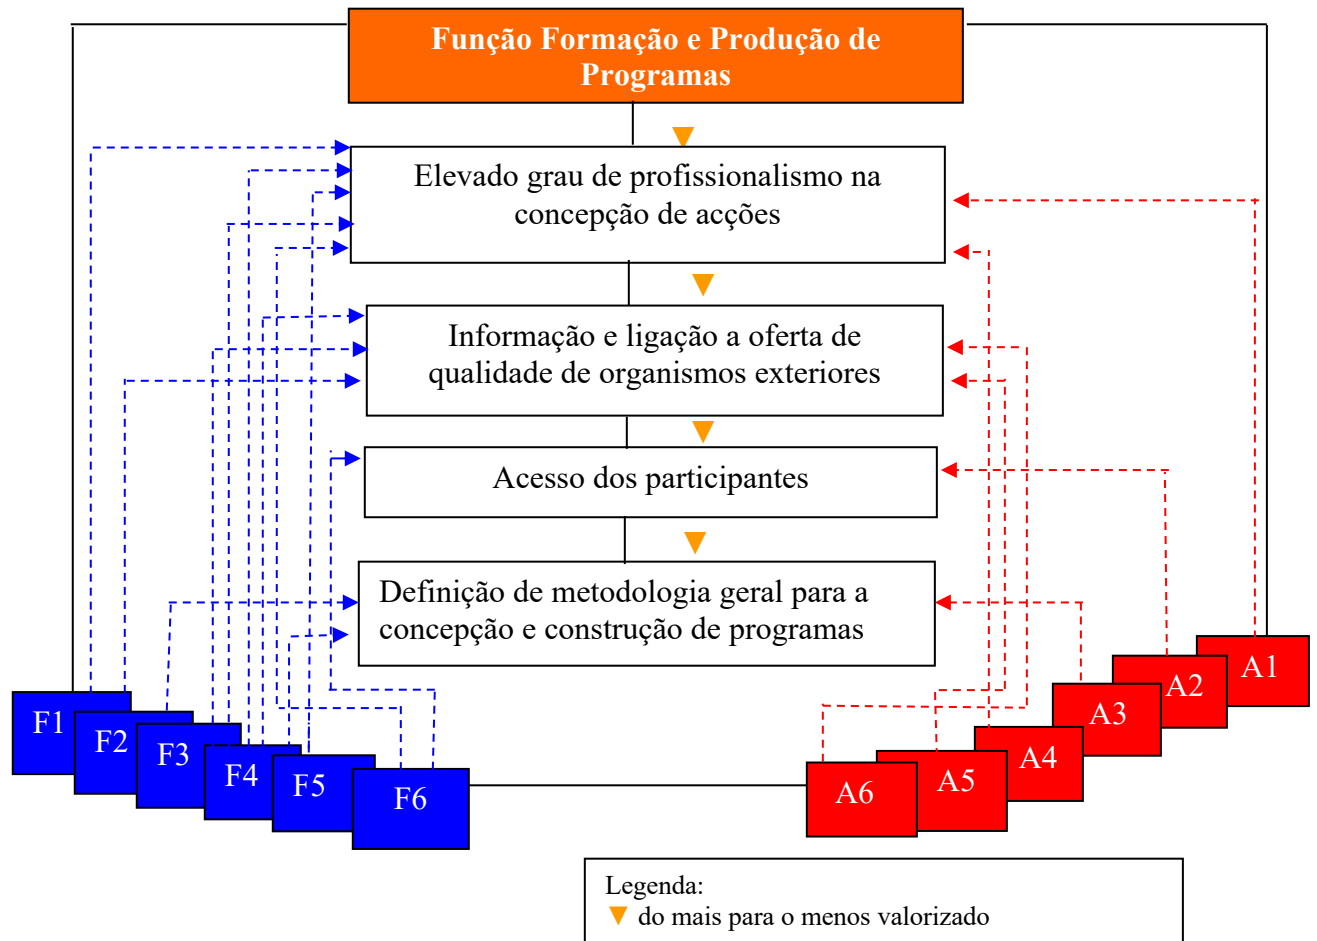 Função Formação e Produção de
Programas
Elevado grau de profissionalismo na
concepção de acções
Informação e ligação a oferta de
qualidade de organismos exteriores
Acesso dos participantes
Definição de metodologia geral para a
concepção e construção de programas
F1
F2
F3
F4
F5
F6
A6
A5
A4
A3
A2
A1
Legenda:
do mais para o menos valorizado